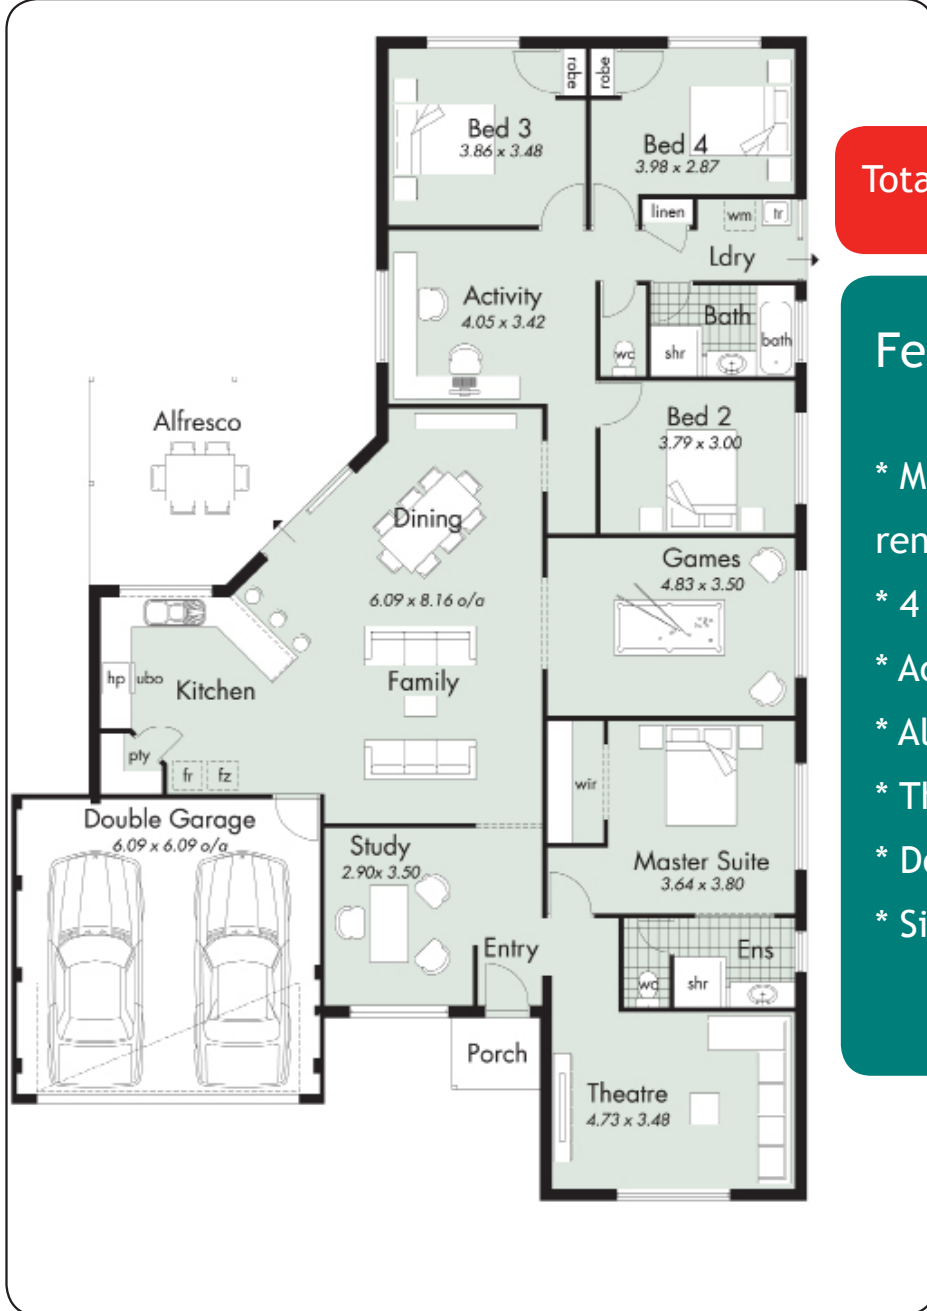 robe
robe
Bed 3
3.86 x 3.48
Bed 4
3.98 x 2.87
linen
wm
tr
Ldry
Activity
4.05 x 3.42
Bath
wc
shr
bath
Alfresco
Bed 2
3.79 x 3.00
Dining
Games
4.83 x 3.50
6.09 x 8.16 o/a
hp
ubo
Kitchen
Family
pty
fr
fz
wir
Double Garage
6.09 x 6.09 o/a
Study
2.90x 3.50
Master Suite
3.64 x 3.80
Entry
Ens
wc
shr
Porch
Theatre
4.73 x 3.48
Tota
Fe
* M
ren
* 4
* Ac
* Al
* Th
* De
* Si